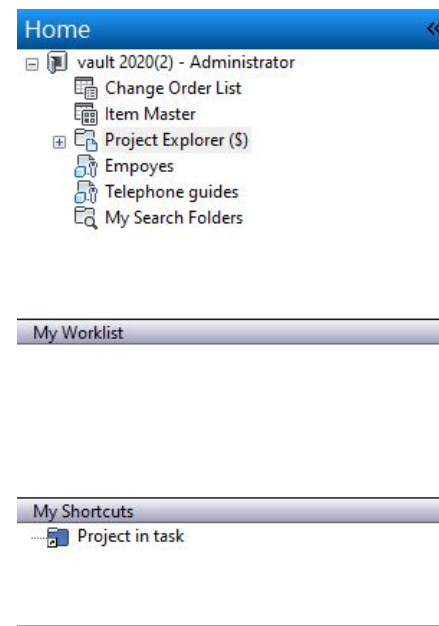 Home
vault 2020(2) - Administrator
Change Order List
Item Master
Project Explorer ($)
Empoyes
Telephone guides
My Search Folders
My Worklist
My Shortcuts
Project in task